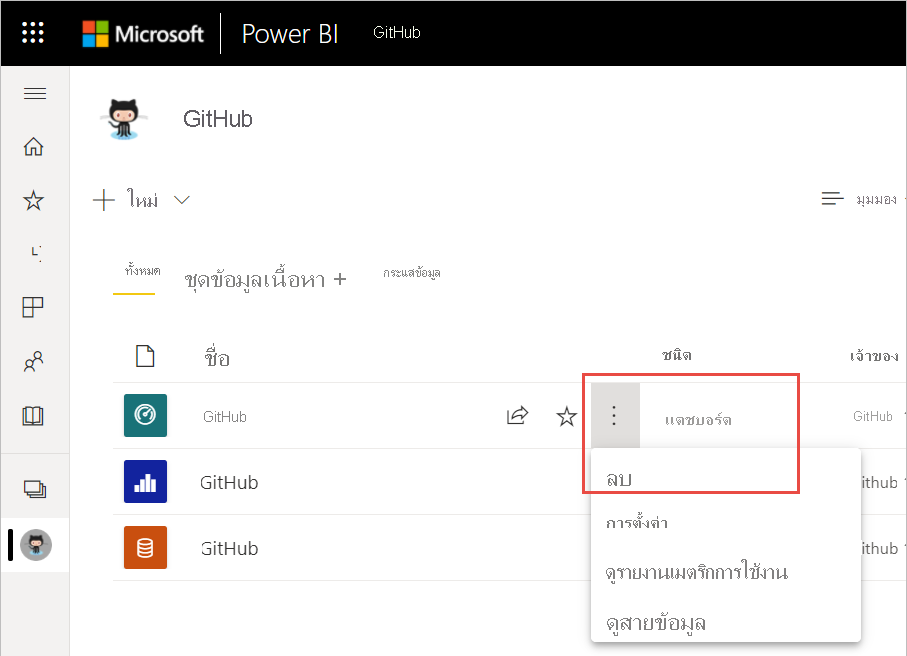 Microsoft Power BI GitHub
GitHub
ใหม่
มุมมอง
ทั้งหมด ชุดข้อมูลเนื้อหา + กระแสข้อมูล
ชื่อ ชนิด เจ้าของ
GitHub แดชบอร์ด GitHub
GitHub ithub
ลบ
การตั้งค่า
GitHub ithub
ดูรายงานเมตริกการใช้งาน
ดูสายข้อมูล